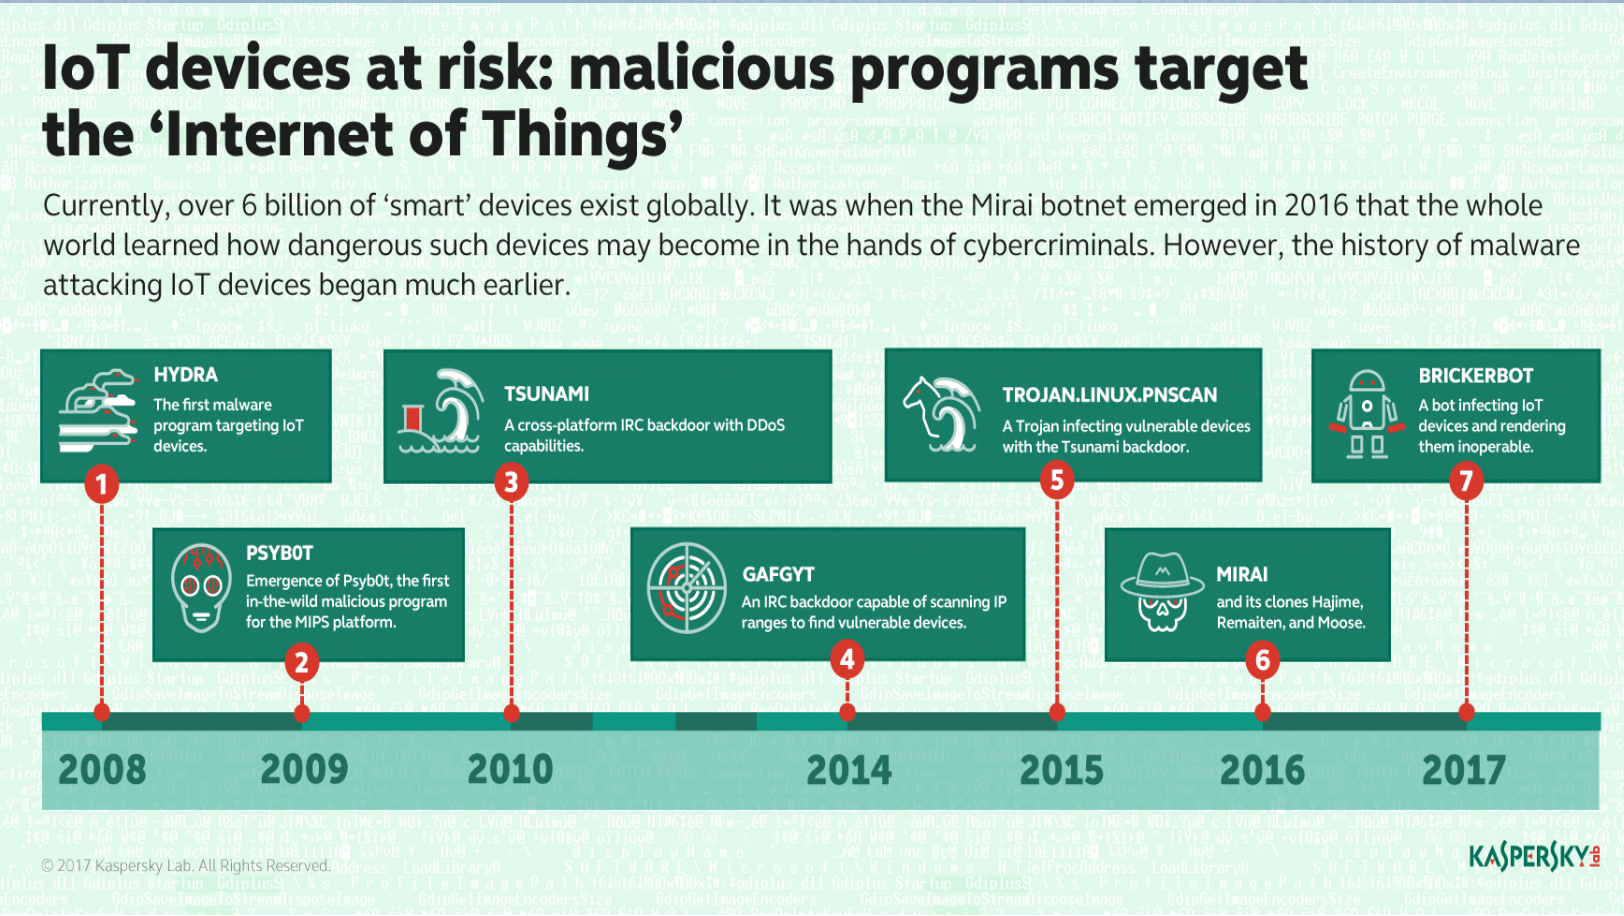 IoT devices at risk: malicious programs target
the ‘Internet of Things’
Currently, over 6 billion of ‘smart’ devices exist globally. It was when the Mirai botnet emerged in 2016 that the whole
world learned how dangerous such devices may become in the hands of cybercriminals. However, the history of malware
attacking IoT devices began much earlier.
HYDRA
The first malware
program targeting IoT
devices.
1
PSYB0T
Emergence of Psyb0t, the first
in-the-wild malicious program
for the MIPS platform.
2
TSUNAMI
A cross-platform IRC backdoor with DDoS
capabilities.
3
GAFGYT
An IRC backdoor capable of scanning IP
ranges to find vulnerable devices.
4
TROJAN.LINUX.PNSCAN
A Trojan infecting vulnerable devices
with the Tsunami backdoor.
5
MIRAI
and its clones Hajime,
Remaiten, and Moose.
6
BRICKERBOT
A bot infecting IoT
devices and rendering
them inoperable.
7
2008
2009
2010
2014
2015
2016
2017
© 2017 Kaspersky Lab. All Rights Reserved.
KASPERSKY lab